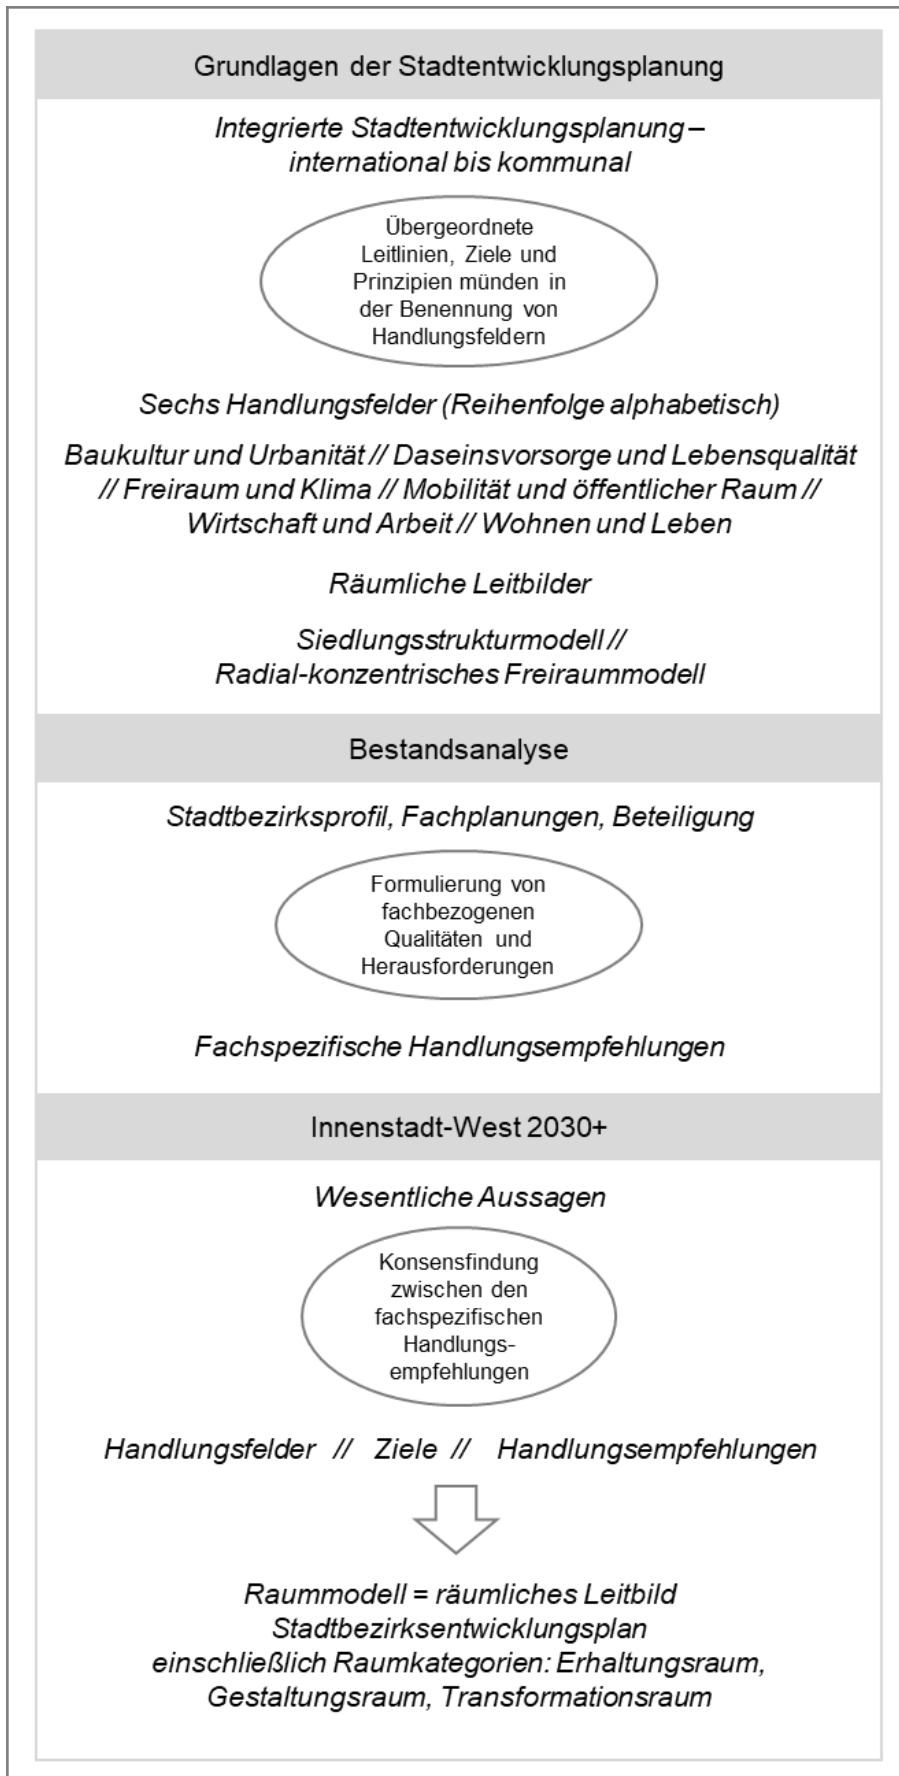 Grundlagen der Stadtentwicklungsplanung
Integrierte Stadtentwicklungsplanung –
international bis kommunal
Übergeordnete
Leitlinien, Ziele und
Prinzipien münden in
der Benennung von
Handlungsfeldern
Sechs Handlungsfelder (Reihenfolge alphabetisch)
Baukultur und Urbanität // Daseinsvorsorge und Lebensqualität
// Freiraum und Klima // Mobilität und öffentlicher Raum //
Wirtschaft und Arbeit // Wohnen und Leben
Räumliche Leitbilder
Siedlungsstrukturmodell //
Radial-konzentrisches Freiraummodell
Bestandsanalyse
Stadtbezirksprofil, Fachplanungen, Beteiligung
Formulierung von
fachbezogenen
Qualitäten und
Herausforderungen
Fachspezifische Handlungsempfehlungen
Innenstadt-West 2030+
Wesentliche Aussagen
Konsensfindung
zwischen den
fachspezifischen
Handlungs-
empfehlungen
Handlungsfelder // Ziele // Handlungsempfehlungen
Raummodell = räumliches Leitbild
Stadtbezirksentwicklungsplan
einschließlich Raumkategorien: Erhaltungsraum,
Gestaltungsraum, Transformationsraum